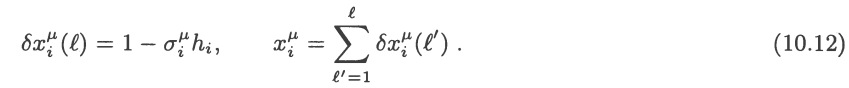 δx_i^μ(ℓ) = 1 − σ_i^μ h_i,    x_i^μ = ∑_{ℓ′=1}^{ℓ} δx_i^μ(ℓ′) .    (10.12)